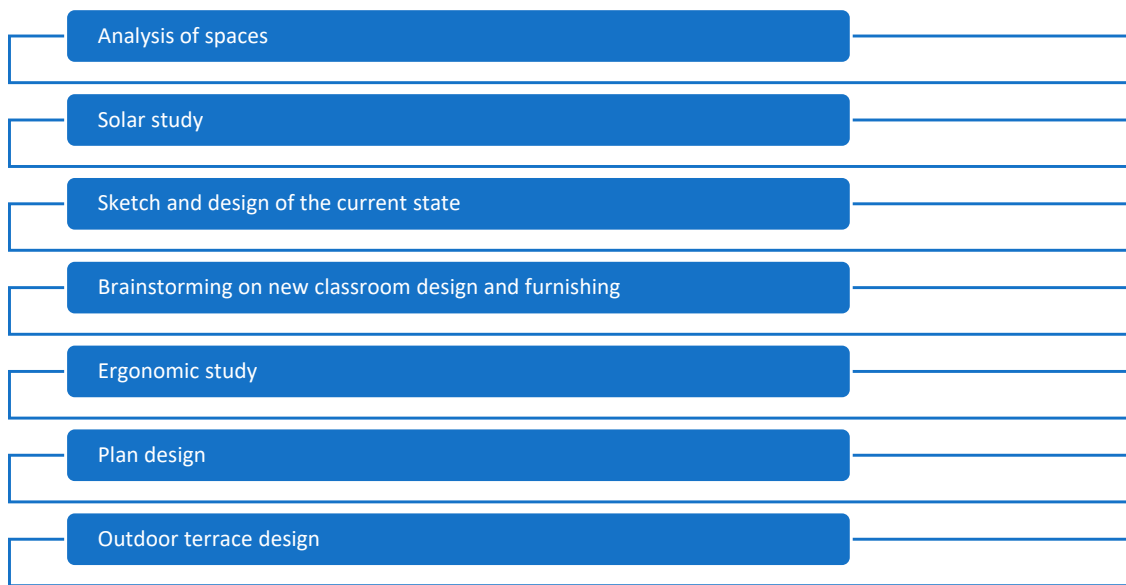 Analysis of spaces
Solar study
Sketch and design of the current state
Brainstorming on new classroom design and furnishing
Ergonomic study
Plan design
Outdoor terrace design